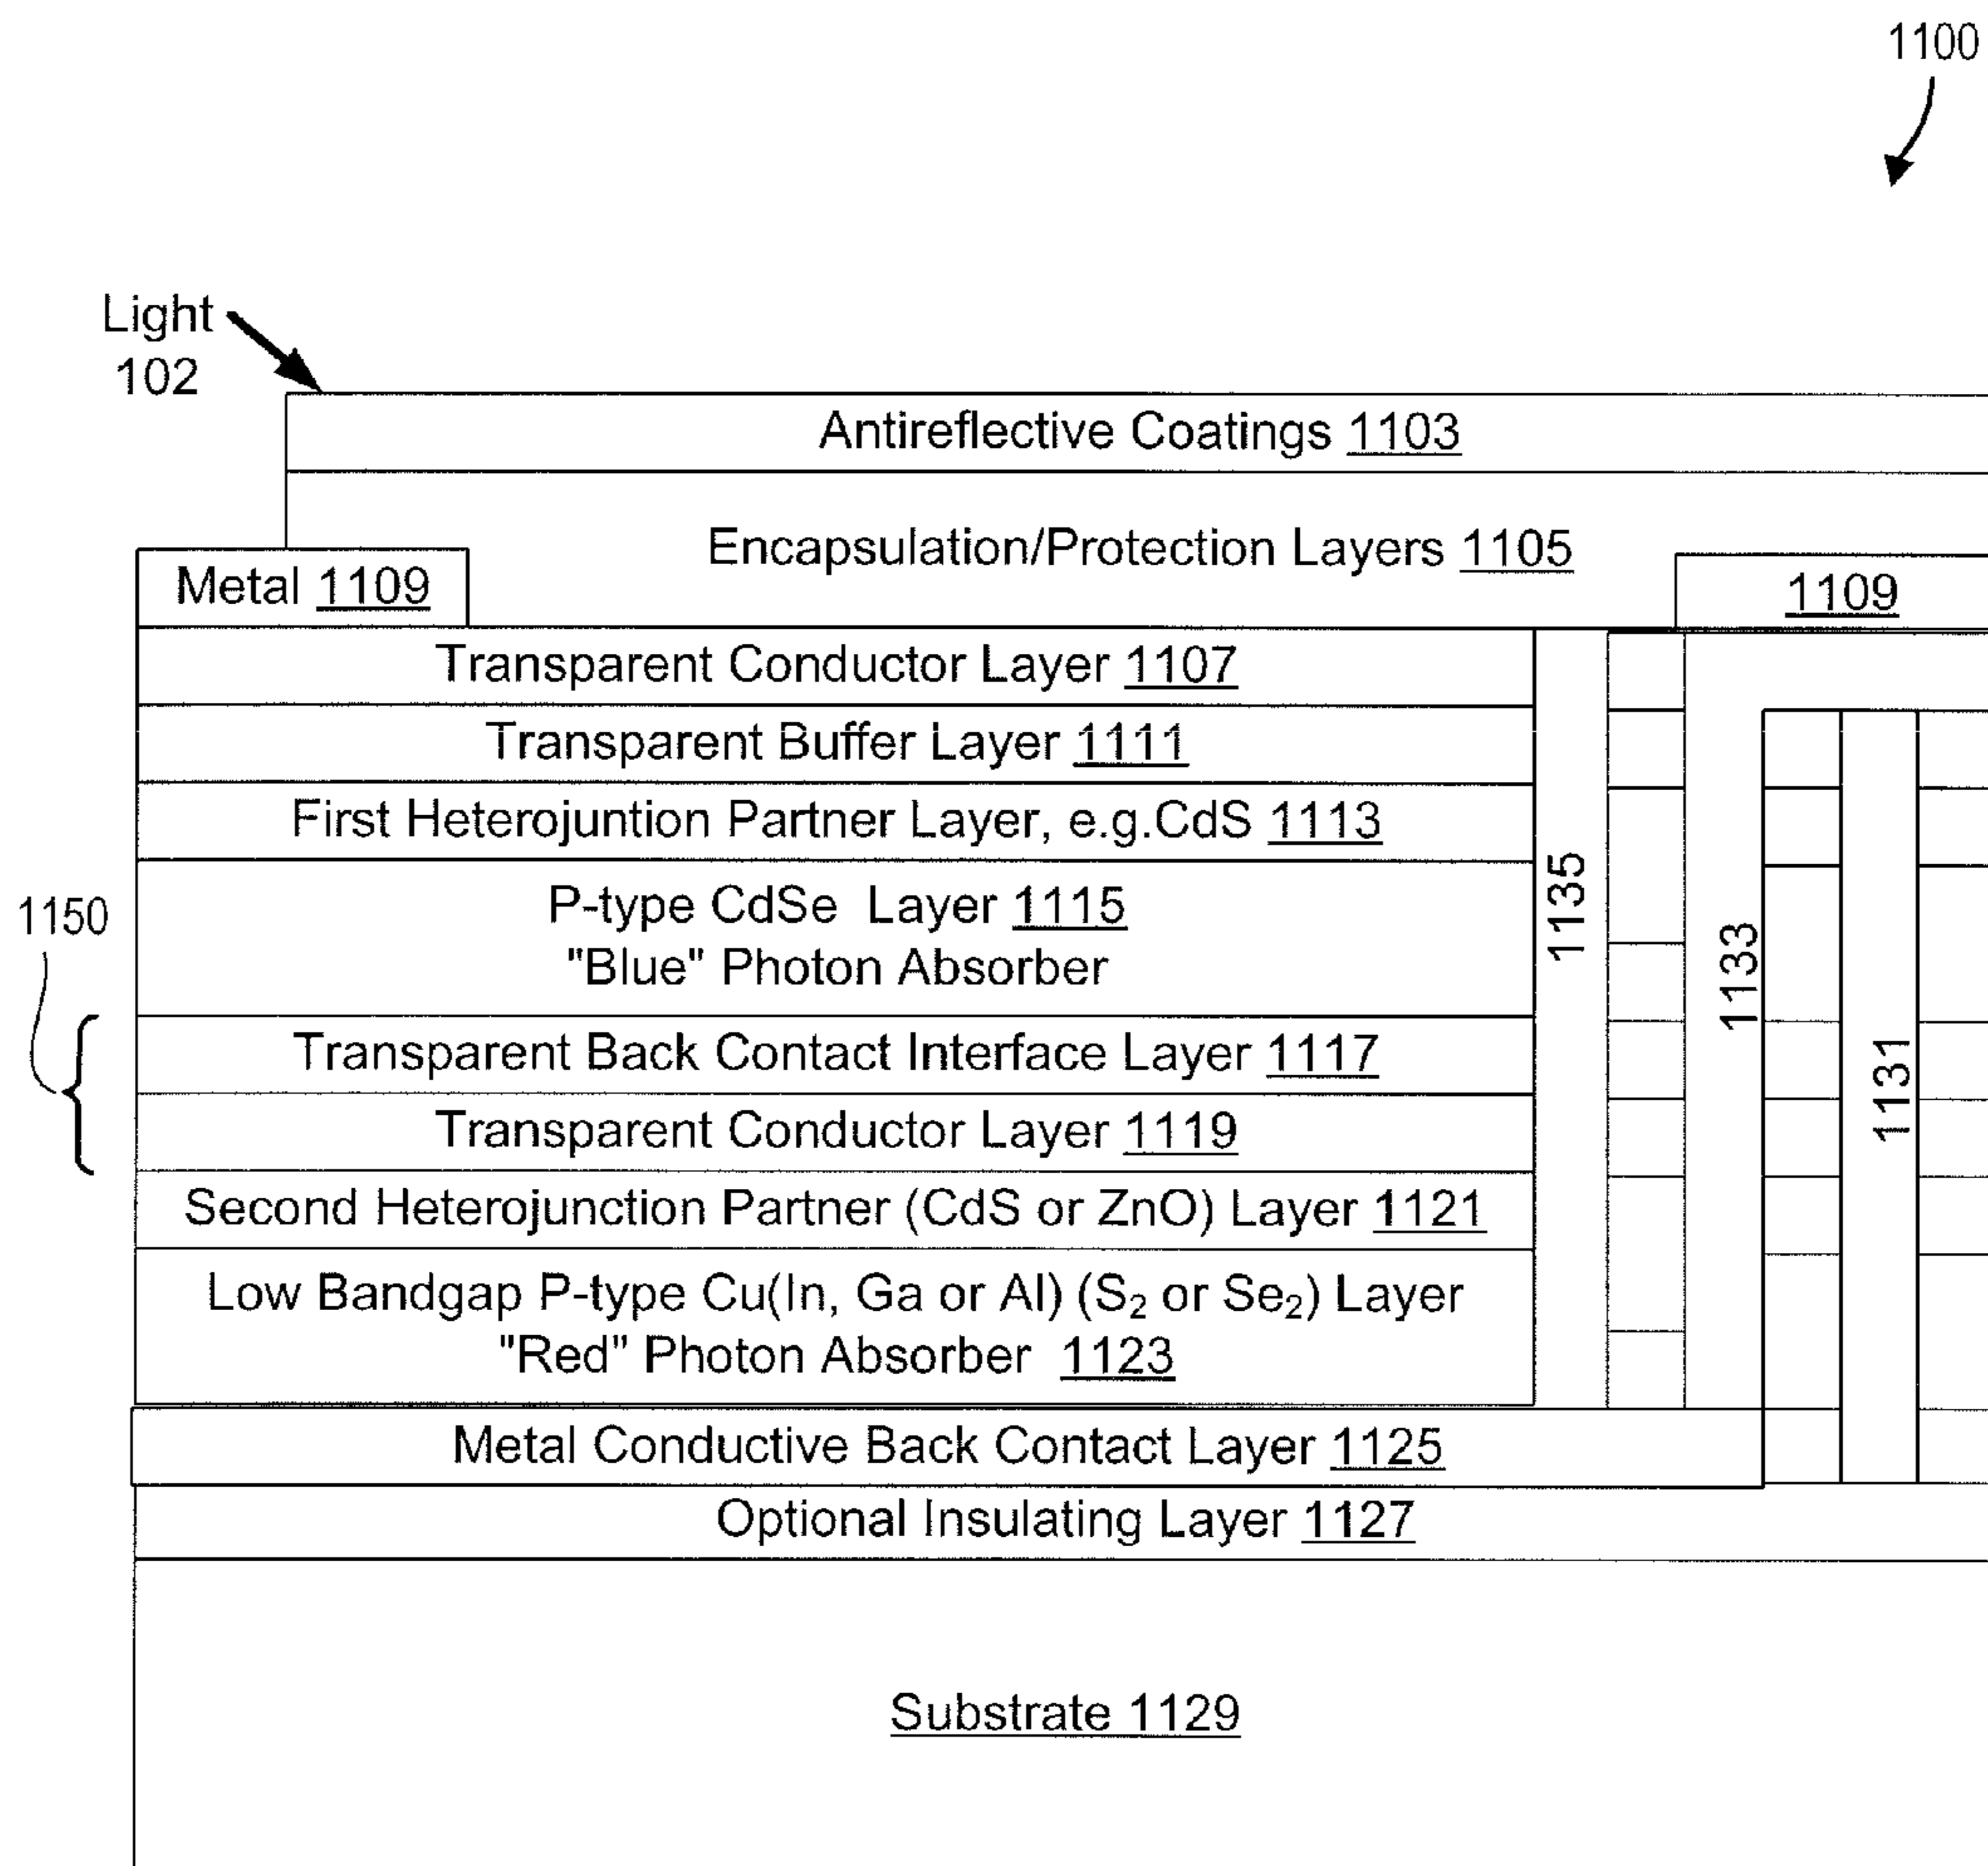 1100
Light
102
Antireflective Coatings 1103
Encapsulation/Protection Layers 1105
Metal 1109
1109
Transparent Conductor Layer 1107
Transparent Buffer Layer 1111
First Heterojuntion Partner Layer, e.g.CdS 1113
P-type CdSe Layer 1115
"Blue" Photon Absorber
1150
Transparent Back Contact Interface Layer 1117
Transparent Conductor Layer 1119
Second Heterojunction Partner (CdS or ZnO) Layer 1121
Low Bandgap P-type Cu(In, Ga or Al) (S₂ or Se₂) Layer
"Red" Photon Absorber 1123
1135
1133
1131
Metal Conductive Back Contact Layer 1125
Optional Insulating Layer 1127
Substrate 1129